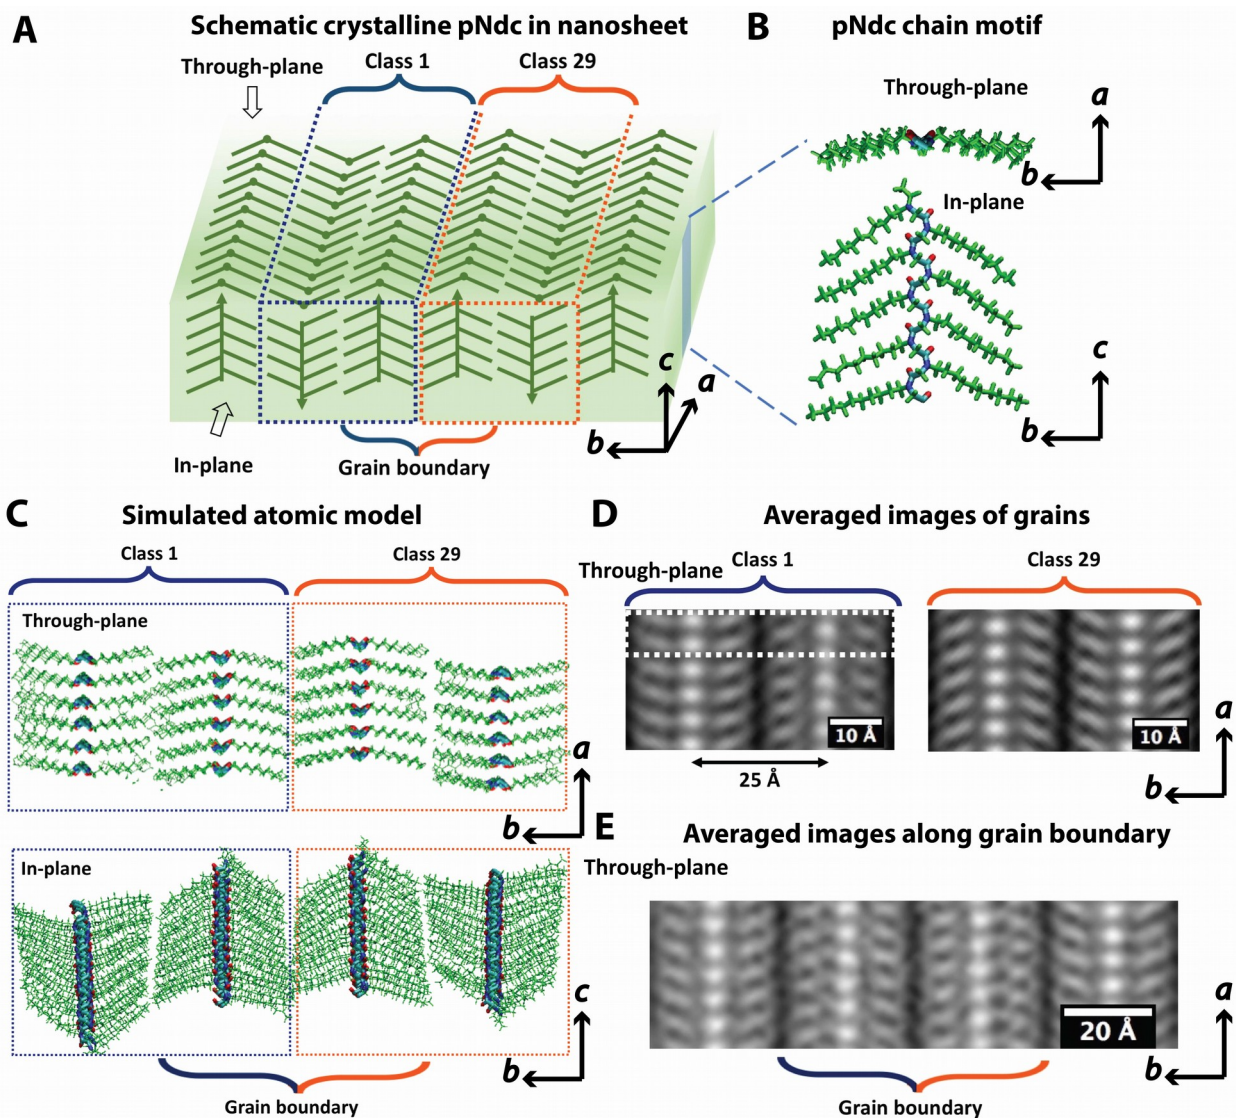 A
Schematic crystalline pNdc in nanosheet
Through-plane
Class 1
Class 29
In-plane
Grain boundary
c
a
b
B
pNdc chain motif
Through-plane
a
b
In-plane
c
b
C
Simulated atomic model
Class 1
Class 29
Through-plane
a
b
In-plane
c
b
Grain boundary
D
Averaged images of grains
Through-plane
Class 1
Class 29
10 Å
10 Å
25 Å
a
b
E
Averaged images along grain boundary
Through-plane
20 Å
a
b
Grain boundary